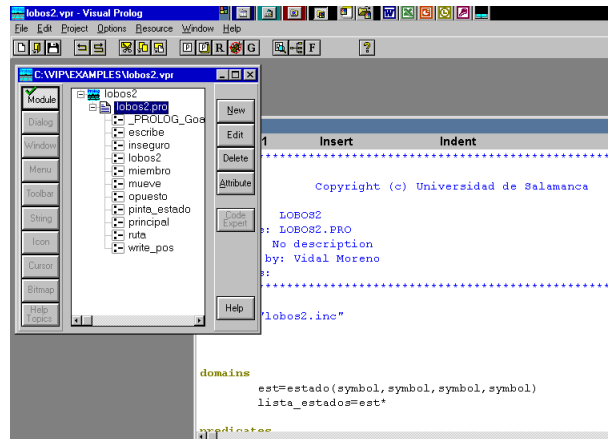 lobos2.vpr - Visual Prolog
File Edit Project Options Resource Window Help
R G F ?
C:\VIP\EXAMPLES\lobos2.vpr
Module
Dialog
Window
Menu
Toolbar
String
Icon
Cursor
Bitmap
Help Topics
lobos2
lobos2.pro
_PROLOG_Goa
escribe
inseguro
lobos2
miembro
mueve
opuesto
pinta_estado
principal
ruta
write_pos
New
Edit
Delete
Attribute
Code Expert
Help
1 Insert Indent
Copyright (c) Universidad de Salamanca
LOBOS2
e: LOBOS2.PRO
No description
by: Vidal Moreno
s:
"lobos2.inc"
domains
est=estado(symbol,symbol,symbol,symbol)
lista_estados=est*
predicates